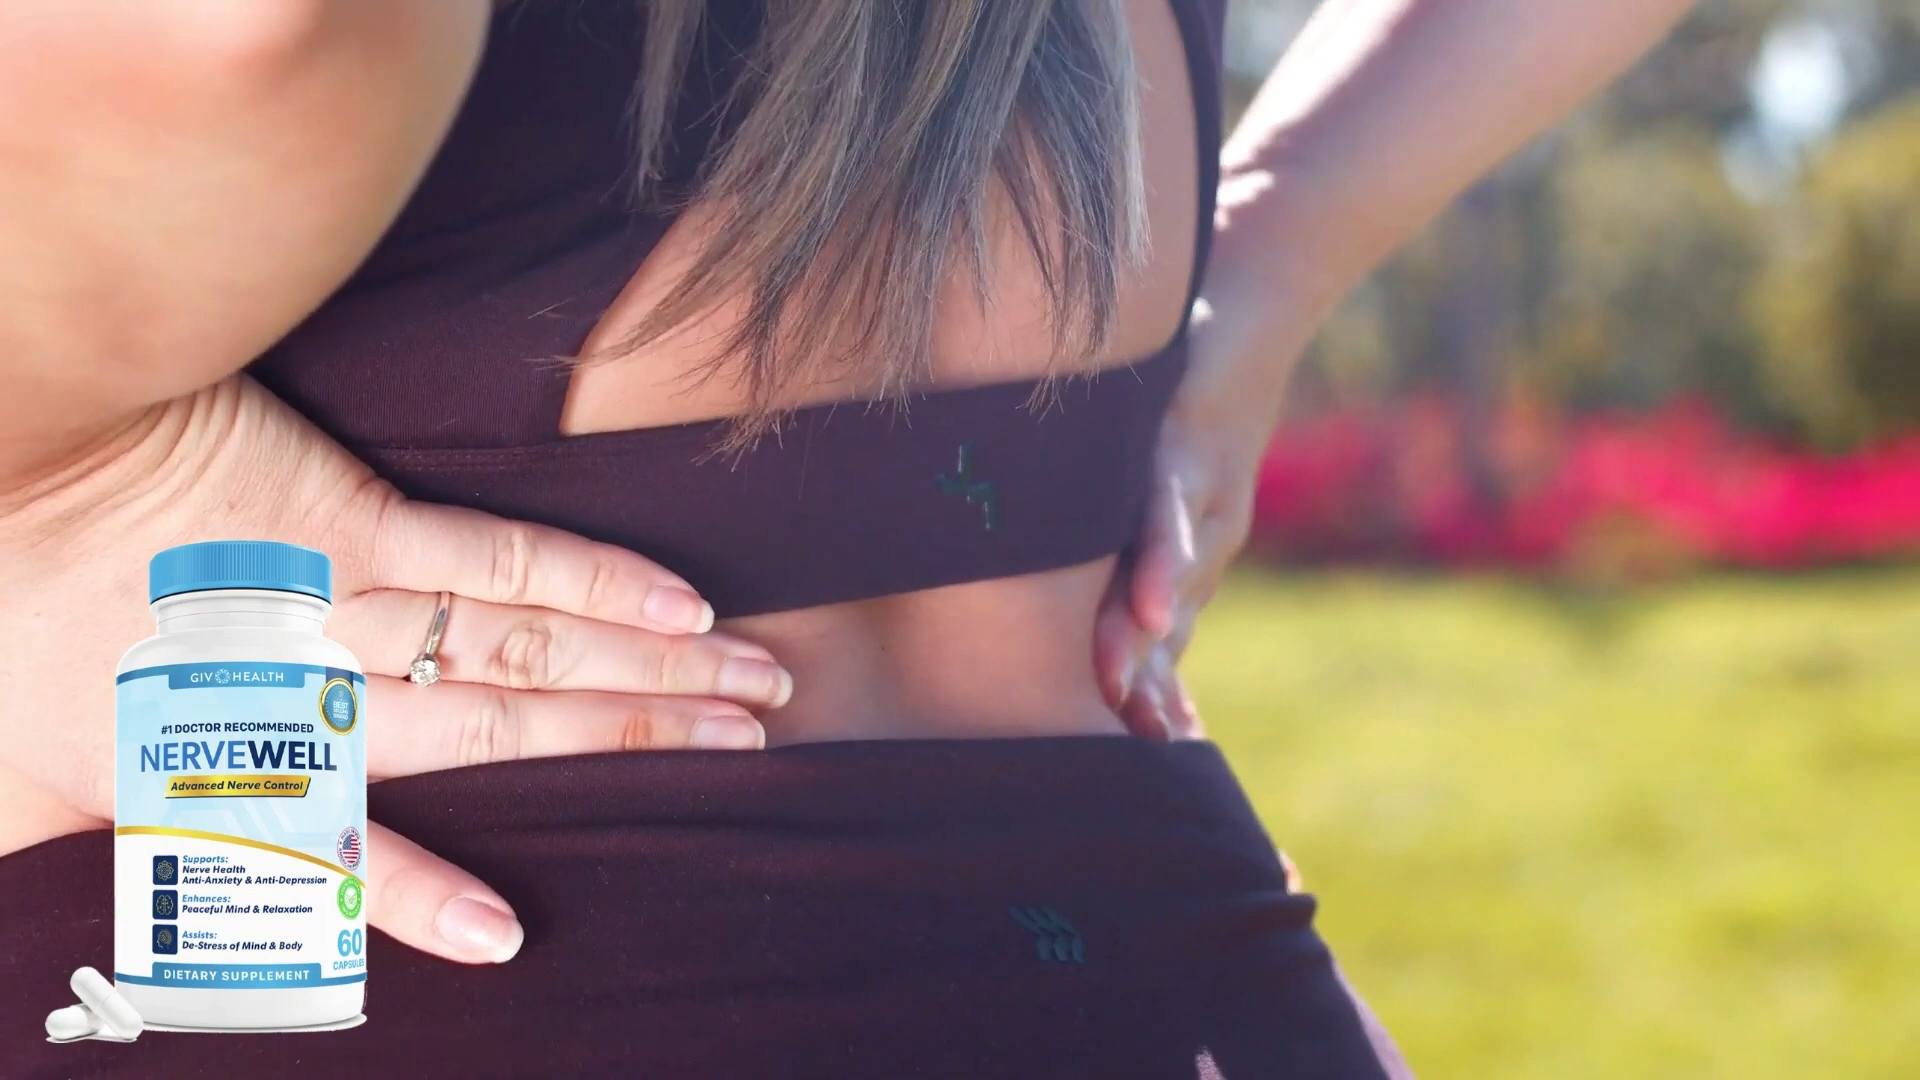 GIV HEALTH
BEST
#1 DOCTOR RECOMMENDED
NERVEWELL
Advanced Nerve Control
Supports:
Nerve Health
Anti-Anxiety & Anti-Depression
Enhances:
Peaceful Mind & Relaxation
Assists:
De-Stress of Mind & Body
60
CAPSULES
DIETARY SUPPLEMENT